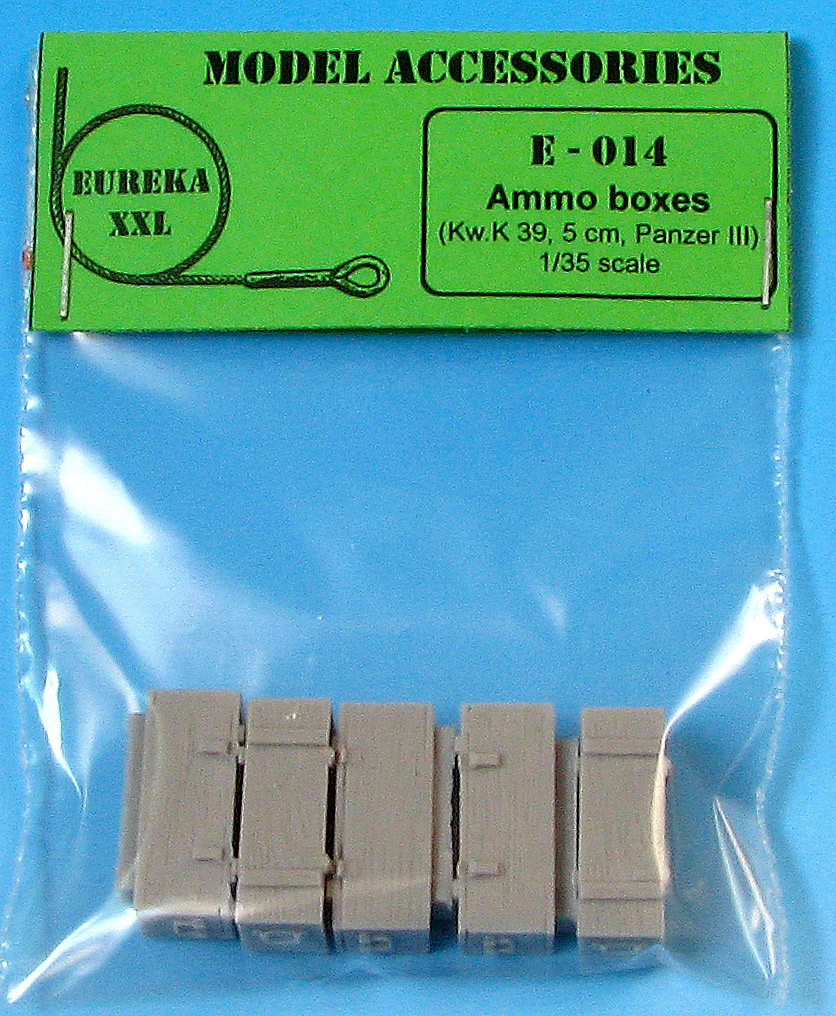 MODEL ACCESSORIES
EUREKA
XXL
E - 014
Ammo boxes
(Kw.K 39, 5 cm, Panzer III)
1/35 scale